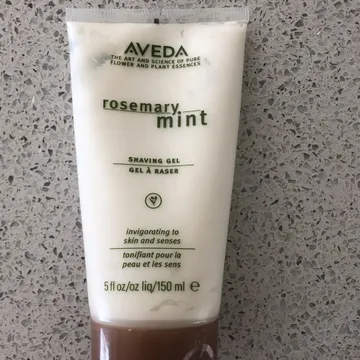 AVEDA
THE ART AND SCIENCE OF PURE
FLOWER AND PLANT ESSENCES
rosemary
mint
SHAVING GEL
GEL À RASER
invigorating to
skin and senses
tonifiant pour la
peau et les sens
5 fl oz/oz liq/150 ml e